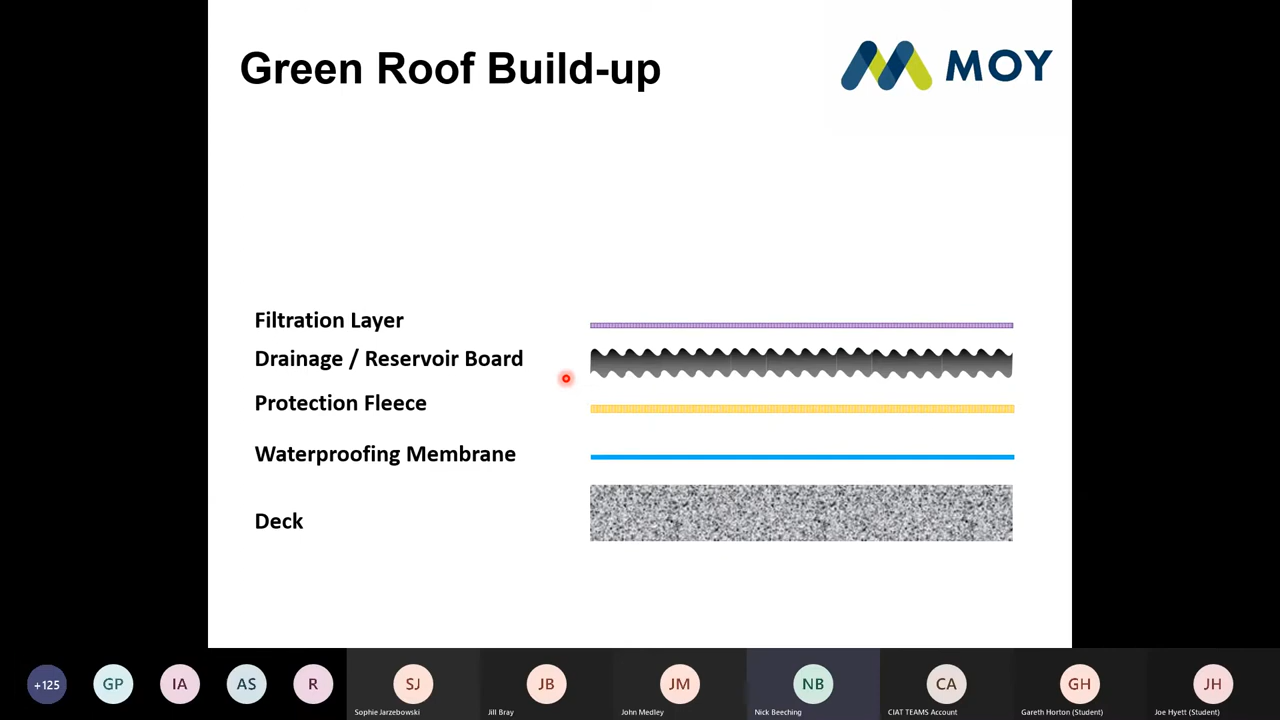 Green Roof Build-up
MOY
Filtration Layer
Drainage / Reservoir Board
Protection Fleece
Waterproofing Membrane
Deck
+125
GP
IA
AS
R
SJ
JB
JM
NB
CA
GH
JH
Sophie Jarzebowski
Jill Bray
John Medley
Nick Beeching
CIAT TEAMS Account
Gareth Horton (Student)
Joe Hyett (Student)